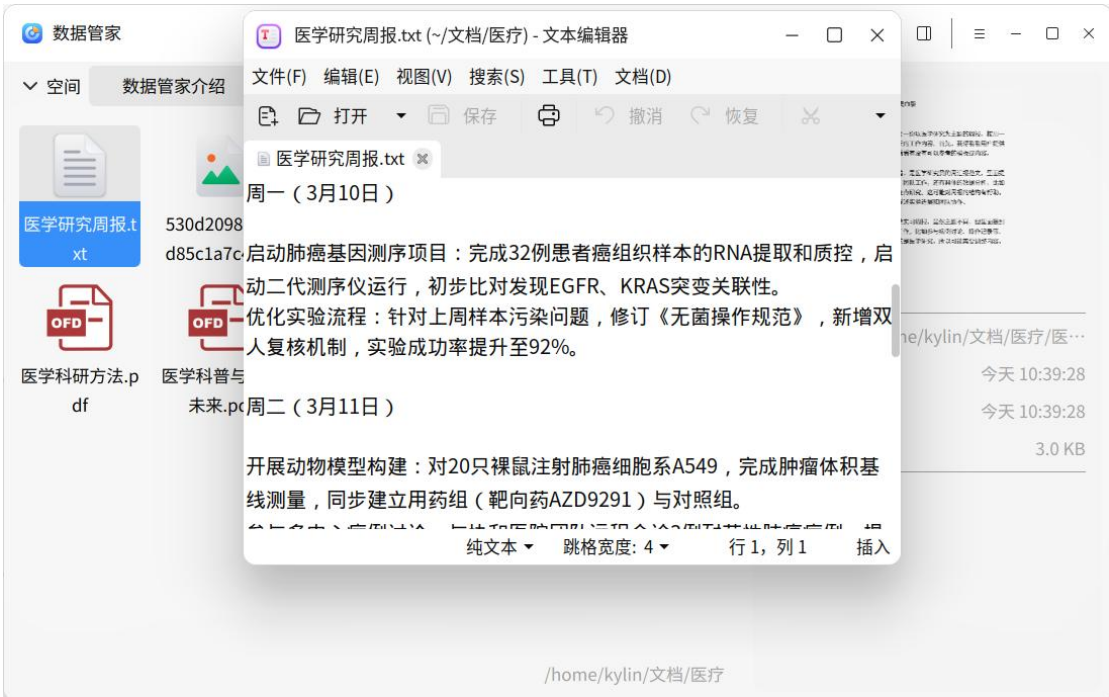 数据管家
空间
数据管家介绍
医学研究周报.t
xt
530d2098
d85c1a7c
OFD
医学科研方法.p
df
OFD
医学科普与
未来.pd
T
医学研究周报.txt (~/文档/医疗) - 文本编辑器
文件(F) 编辑(E) 视图(V) 搜索(S) 工具(T) 文档(D)
打开 保存 撤消 恢复
医学研究周报.txt
周一（3月10日）
启动肺癌基因测序项目：完成32例患者癌组织样本的RNA提取和质控，启
动二代测序仪运行，初步比对发现EGFR、KRAS突变关联性。
优化实验流程：针对上周样本污染问题，修订《无菌操作规范》，新增双
人复核机制，实验成功率提升至92%。
周二（3月11日）
开展动物模型构建：对20只裸鼠注射肺癌细胞系A549，完成肿瘤体积基
线测量，同步建立用药组（靶向药AZD9291）与对照组。
纯文本 跳格宽度: 4 行 1，列 1 插入
me/kylin/文档/医疗/医…
今天 10:39:28
今天 10:39:28
3.0 KB
/home/kylin/文档/医疗